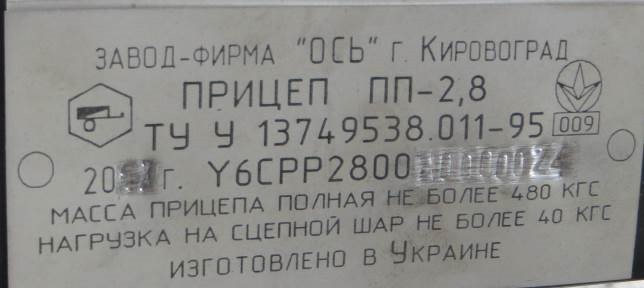 ЗАВОД-ФИРМА "ОСЬ" г. КИРОВОГРАД
ПРИЦЕП ПП-2,8
ТУ У 13749538.011-95
009
г. Y6CPP2800
МАССА ПРИЦЕПА ПОЛНАЯ НЕ БОЛЕЕ 480 КГС
НАГРУЗКА НА СЦЕПНОЙ ШАР НЕ БОЛЕЕ 40 КГС
ИЗГОТОВЛЕНО В УКРАИНЕ